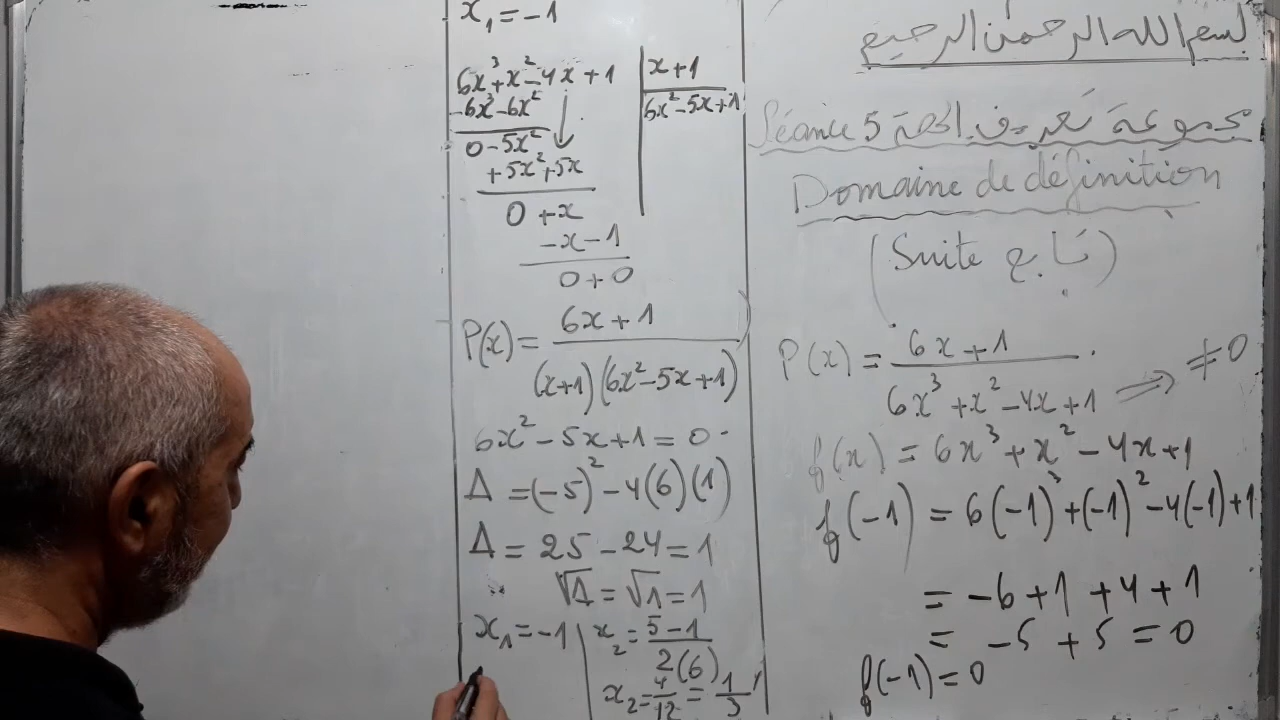 بسم الله الرحمن الرحيم
Séance 5 مجموعة تعريف الحصة
Domaine de définition
(Suite تابع)
P(x) = 6x + 1 / 6x³ + x² - 4x + 1 ⇒ ≠ 0
f(x) = 6x³ + x² - 4x + 1
f(-1) = 6(-1)³ + (-1)² - 4(-1) + 1
= -6 + 1 + 4 + 1
= -5 + 5 = 0
f(-1) = 0
x₁ = -1
6x³ + x² - 4x + 1 | x + 1
-6x³ - 6x² | 6x² - 5x + 1
0 - 5x²
+ 5x² + 5x
0 + x
- x - 1
0 + 0
P(x) = 6x + 1 / (x+1)(6x² - 5x + 1)
6x² - 5x + 1 = 0
Δ = (-5)² - 4(6)(1)
Δ = 25 - 24 = 1
√Δ = √1 = 1
x₁ = -1 | x₂ = 5 - 1 / 2(6)
x₂ = 4/12 = 1/3